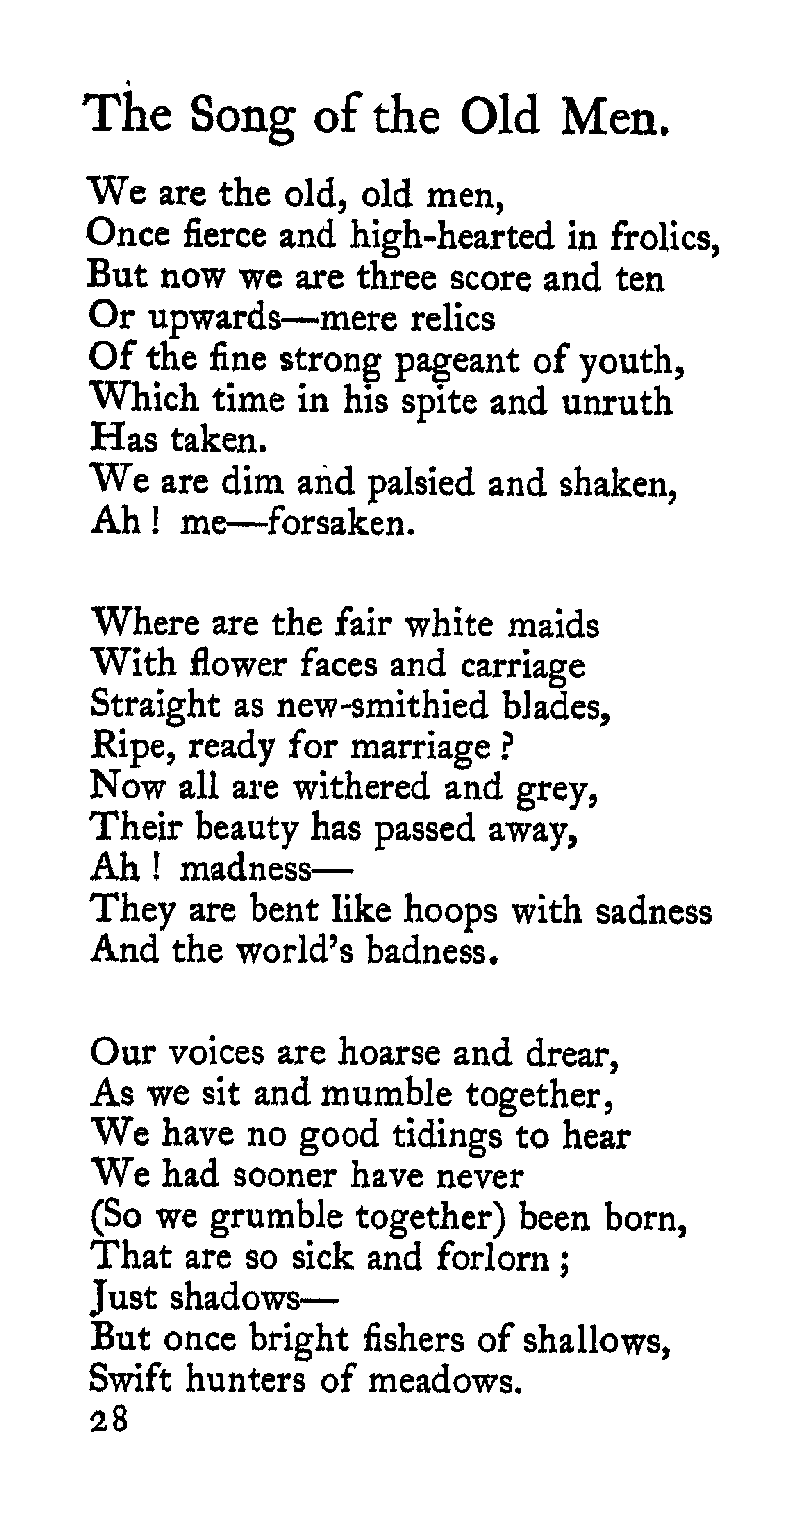 The Song of the Old Men.
We are the old, old men,
Once fierce and high-hearted in frolics,
But now we are three score and ten
Or upwards—mere relics
Of the fine strong pageant of youth,
Which time in his spite and unruth
Has taken.
We are dim and palsied and shaken,
Ah ! me—forsaken.
Where are the fair white maids
With flower faces and carriage
Straight as new-smithied blades,
Ripe, ready for marriage ?
Now all are withered and grey,
Their beauty has passed away,
Ah ! madness—
They are bent like hoops with sadness
And the world's badness.
Our voices are hoarse and drear,
As we sit and mumble together,
We have no good tidings to hear
We had sooner have never
(So we grumble together) been born,
That are so sick and forlorn ;
Just shadows—
But once bright fishers of shallows,
Swift hunters of meadows.
28